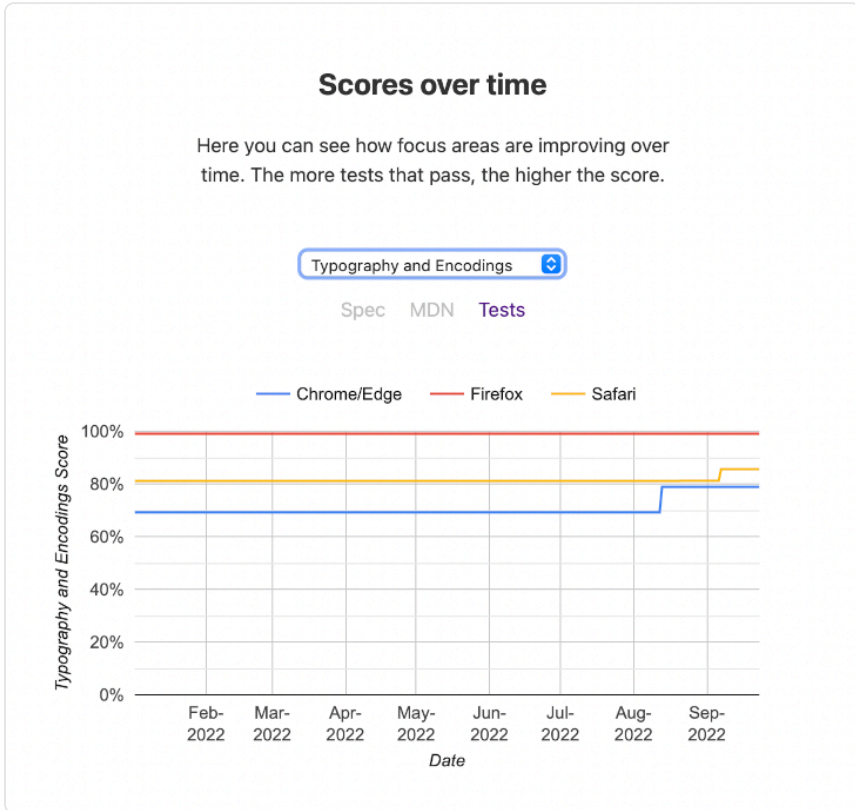 Scores over time
Here you can see how focus areas are improving over
time. The more tests that pass, the higher the score.
Typography and Encodings
Spec MDN Tests
Chrome/Edge Firefox Safari
Typography and Encodings Score
100%
80%
60%
40%
20%
0%
Feb- Mar- Apr- May- Jun- Jul- Aug- Sep-
2022 2022 2022 2022 2022 2022 2022 2022
Date